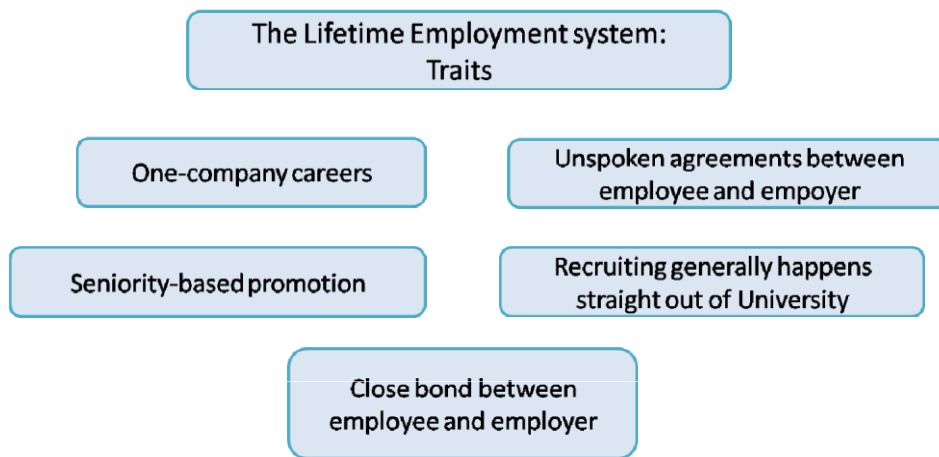 The Lifetime Employment system:
Traits
One-company careers
Unspoken agreements between
employee and empoyer
Seniority-based promotion
Recruiting generally happens
straight out of University
Close bond between
employee and employer